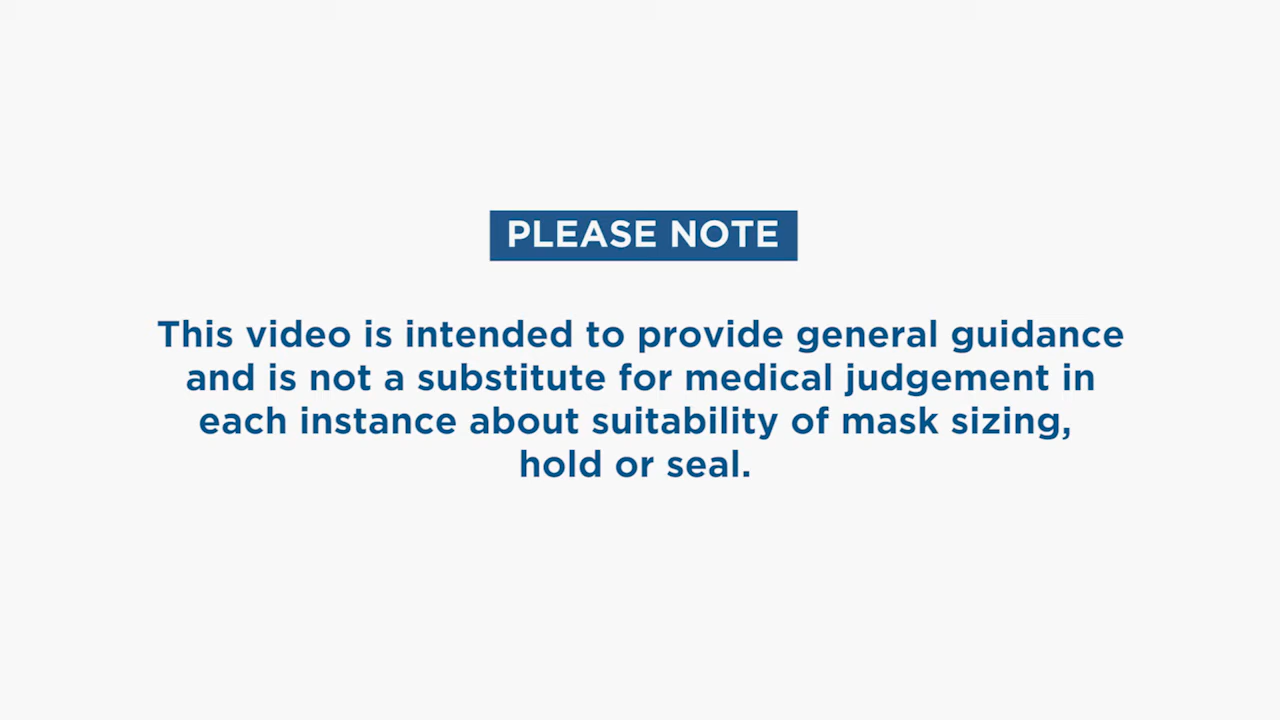 PLEASE NOTE
This video is intended to provide general guidance
and is not a substitute for medical judgement in
each instance about suitability of mask sizing,
hold or seal.